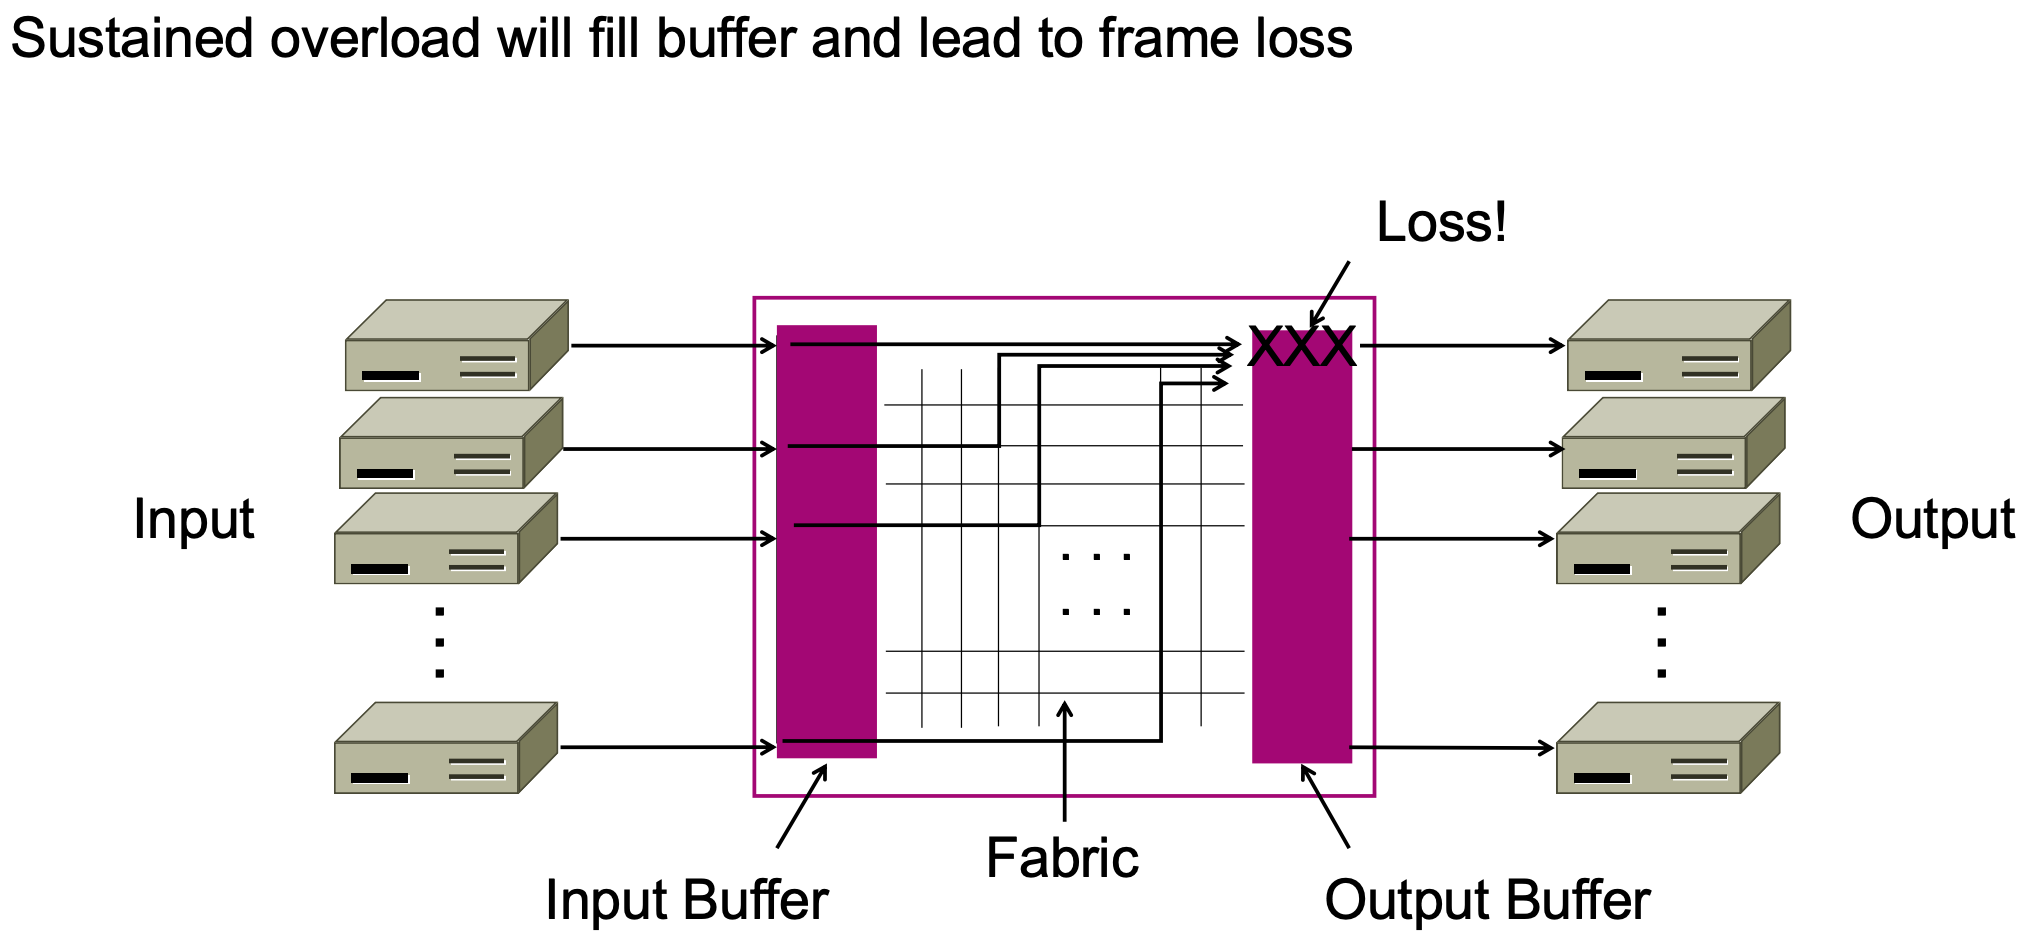 Sustained overload will fill buffer and lead to frame loss
Loss!
XXX
Input
Output
Fabric
Input Buffer
Output Buffer